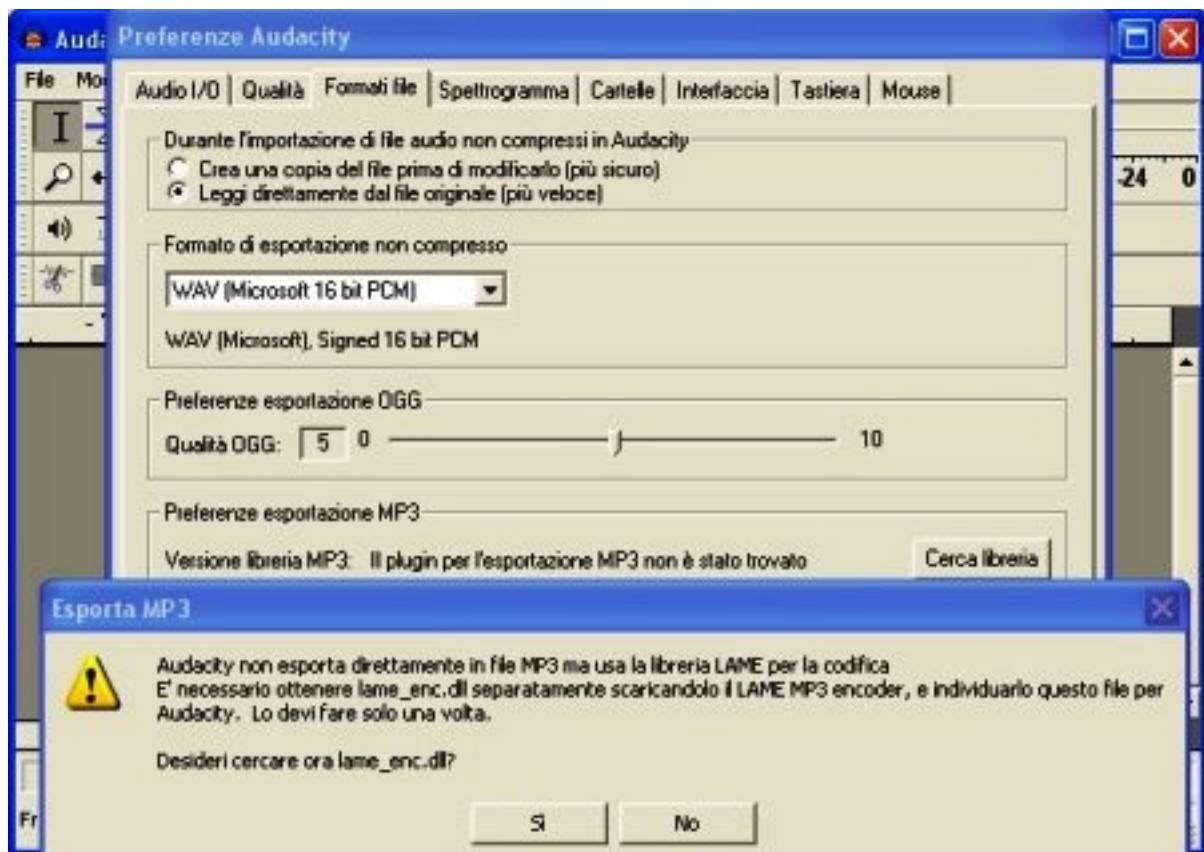 Auda
Preferenze Audacity
File Mo
Audio I/O Qualità Formati file Spettrogramma Cartelle Interfaccia Tastiera Mouse
Durante l'importazione di file audio non compressi in Audacity
Crea una copia del file prima di modificarlo (più sicuro)
Leggi direttamente dal file originale (più veloce)
-24 0
Formato di esportazione non compresso
WAV (Microsoft 16 bit PCM)
WAV (Microsoft), Signed 16 bit PCM
Preferenze esportazione OGG
Qualità OGG: 5 0 10
Preferenze esportazione MP3
Versione libreria MP3: Il plugin per l'esportazione MP3 non è stato trovato Cerca libreria
Esporta MP3
Audacity non esporta direttamente in file MP3 ma usa la libreria LAME per la codifica
E' necessario ottenere lame_enc.dll separatamente scaricandolo il LAME MP3 encoder, e individuarlo questo file per
Audacity. Lo devi fare solo una volta.
Desideri cercare ora lame_enc.dll?
Sì No
Fr